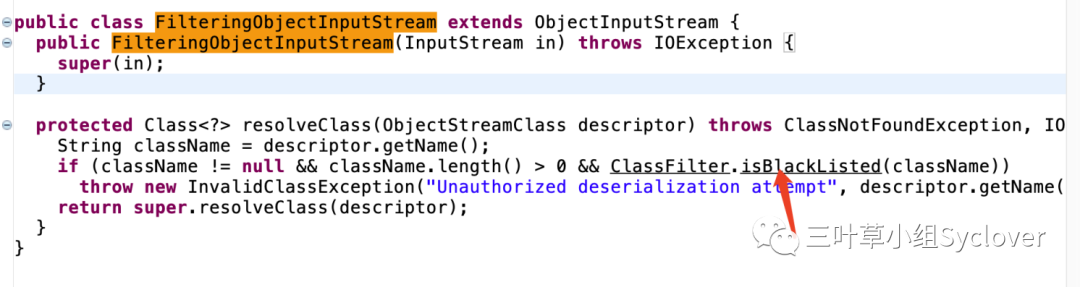 public class FilteringObjectInputStream extends ObjectInputStream {
public FilteringObjectInputStream(InputStream in) throws IOException {
super(in);
}
protected Class<?> resolveClass(ObjectStreamClass descriptor) throws ClassNotFoundException, IO
String className = descriptor.getName();
if (className != null && className.length() > 0 && ClassFilter.isBlackListed(className))
throw new InvalidClassException("Unauthorized deserialization attempt", descriptor.getName(
return super.resolveClass(descriptor);
}
}
三叶草小组Syclover